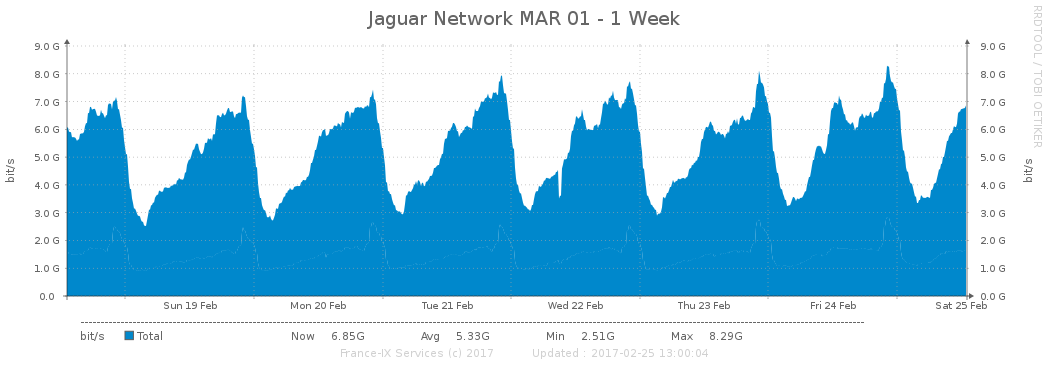 Jaguar Network MAR 01 - 1 Week
RRDTOOL / TOBI OETIKER
bit/s
9.0 G 9.0 G
8.0 G 8.0 G
7.0 G 7.0 G
6.0 G 6.0 G
5.0 G 5.0 G
4.0 G 4.0 G
3.0 G 3.0 G
2.0 G 2.0 G
1.0 G 1.0 G
0.0 0.0 G
bit/s
Sun 19 Feb Mon 20 Feb Tue 21 Feb Wed 22 Feb Thu 23 Feb Fri 24 Feb Sat 25 Feb
bit/s Total Now 6.85G Avg 5.33G Min 2.51G Max 8.29G
France-IX Services (c) 2017 Updated : 2017-02-25 13:00:04